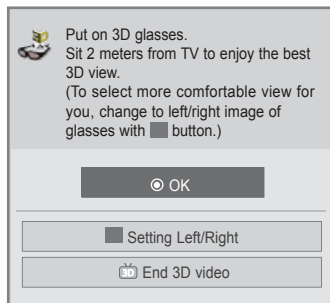 Put on 3D glasses.
Sit 2 meters from TV to enjoy the best
3D view.
(To select more comfortable view for
you, change to left/right image of
glasses with button.)
OK
Setting Left/Right
3D End 3D video